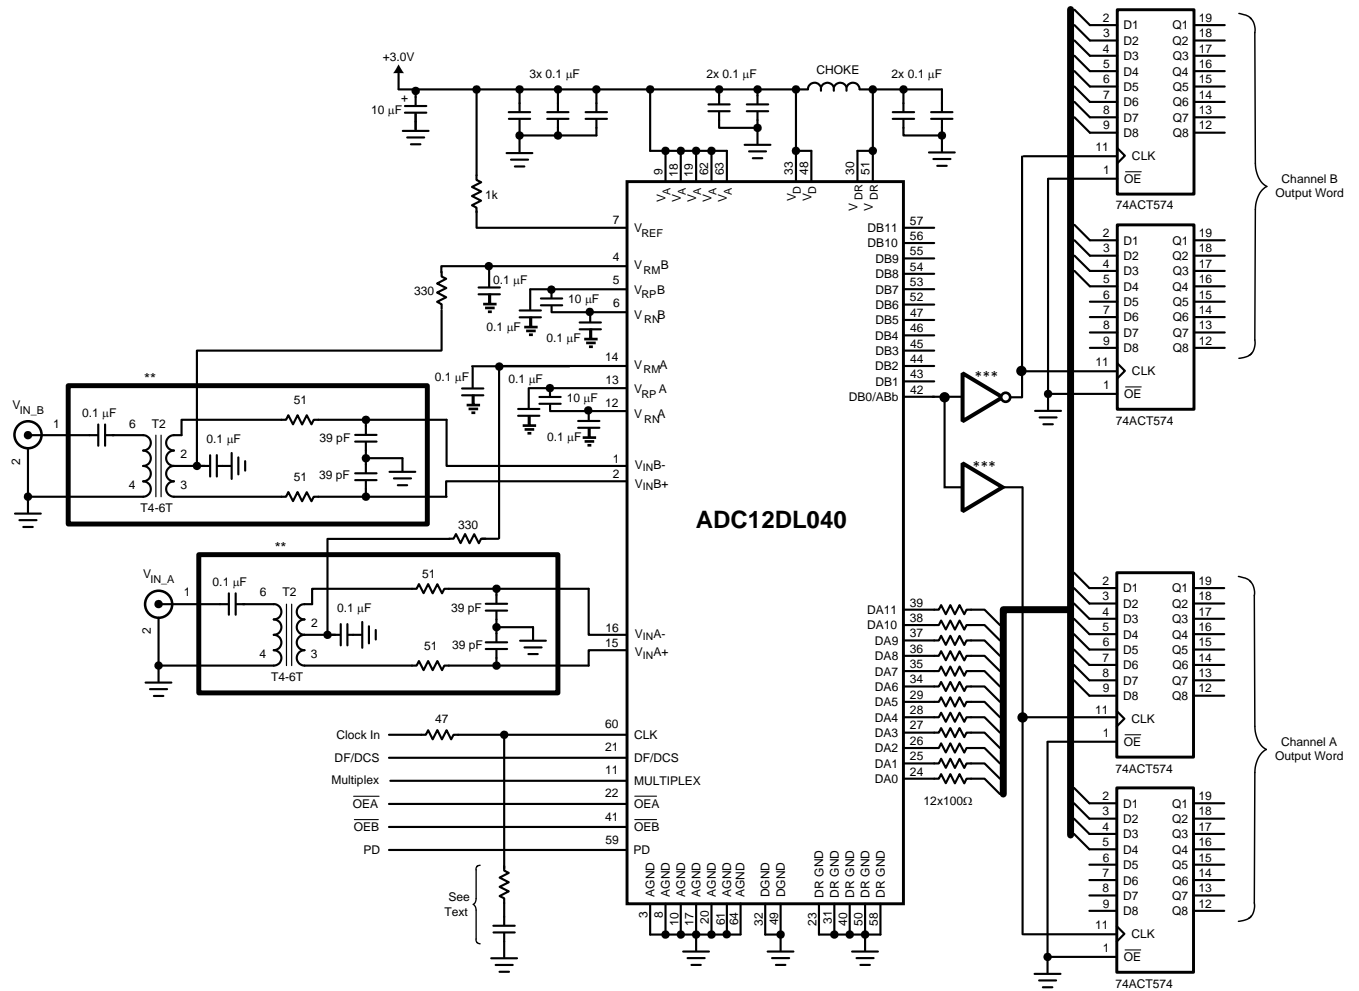 +3.0V
10 µF
+
3x 0.1 µF
2x 0.1 µF
CHOKE
2x 0.1 µF
1k
9 18 19 62 63
VA VA VA VA VA
33 48
VD VD
30 51
VDR VDR
7 VREF
4 VRMB
5 VRPB
6 VRNB
330
0.1 µF
10 µF
0.1 µF
0.1 µF
14 VRMA
13 VRPA
12 VRNA
0.1 µF
0.1 µF
10 µF
0.1 µF
**
VIN_B
1
2
0.1 µF
6
4
T2
T4-6T
2
3
0.1 µF
51
51
39 pF
39 pF
1 VINB-
2 VINB+
330
**
VIN_A
1
2
0.1 µF
6
4
T2
T4-6T
2
3
0.1 µF
51
51
39 pF
39 pF
16 VINA-
15 VINA+
ADC12DL040
Clock In 47 60 CLK
DF/DCS 21 DF/DCS
Multiplex 11 MULTIPLEX
OEA 22 OEA
OEB 41 OEB
PD 59 PD
See
Text
AGND AGND AGND AGND AGND AGND AGND
3 8 10 17 20 61 64
DGND DGND
32 49
DR GND DR GND DR GND DR GND DR GND
23 31 40 50 58
DB11 57
DB10 56
DB9 55
DB8 54
DB7 53
DB6 52
DB5 47
DB4 46
DB3 45
DB2 44
DB1 43
DB0/ABb 42
***
***
DA11 39
DA10 38
DA9 37
DA8 36
DA7 35
DA6 34
DA5 29
DA4 28
DA3 27
DA2 26
DA1 25
DA0 24
12x100Ω
2 D1 Q1 19
3 D2 Q2 18
4 D3 Q3 17
5 D4 Q4 16
6 D5 Q5 15
7 D6 Q6 14
8 D7 Q7 13
9 D8 Q8 12
11 CLK
1 OE
74ACT574
2 D1 Q1 19
3 D2 Q2 18
4 D3 Q3 17
5 D4 Q4 16
6 D5 Q5 15
7 D6 Q6 14
8 D7 Q7 13
9 D8 Q8 12
11 CLK
1 OE
74ACT574
Channel B
Output Word
2 D1 Q1 19
3 D2 Q2 18
4 D3 Q3 17
5 D4 Q4 16
6 D5 Q5 15
7 D6 Q6 14
8 D7 Q7 13
9 D8 Q8 12
11 CLK
1 OE
74ACT574
2 D1 Q1 19
3 D2 Q2 18
4 D3 Q3 17
5 D4 Q4 16
6 D5 Q5 15
7 D6 Q6 14
8 D7 Q7 13
9 D8 Q8 12
11 CLK
1 OE
74ACT574
Channel A
Output Word